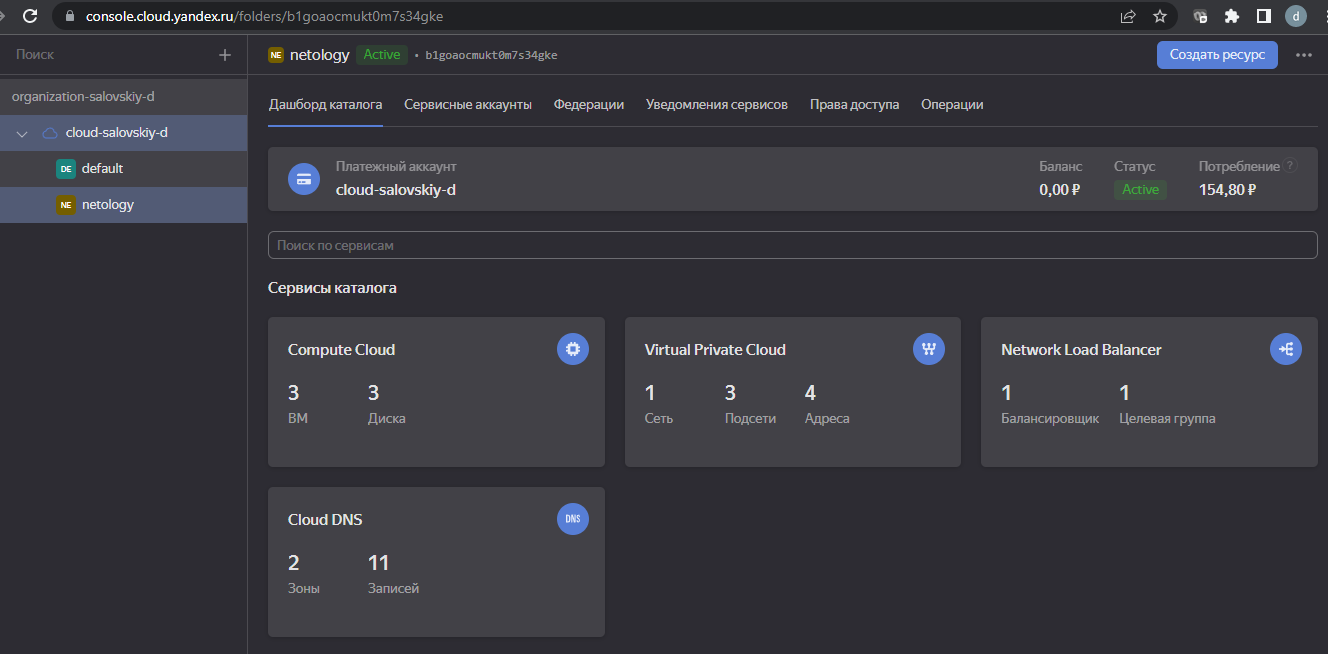 console.cloud.yandex.ru/folders/b1goaocmukt0m7s34gke
d
Поиск
organization-salovskiy-d
cloud-salovskiy-d
DE default
NE netology
NE netology Active • b1goaocmukt0m7s34gke
Создать ресурс
Дашборд каталога Сервисные аккаунты Федерации Уведомления сервисов Права доступа Операции
Платежный аккаунт Баланс Статус Потребление ?
cloud-salovskiy-d 0,00 ₽ Active 154,80 ₽
Поиск по сервисам
Сервисы каталога
Compute Cloud
3 3
ВМ Диска
Virtual Private Cloud
1 3 4
Сеть Подсети Адреса
Network Load Balancer
1 1
Балансировщик Целевая группа
Cloud DNS DNS
2 11
Зоны Записей